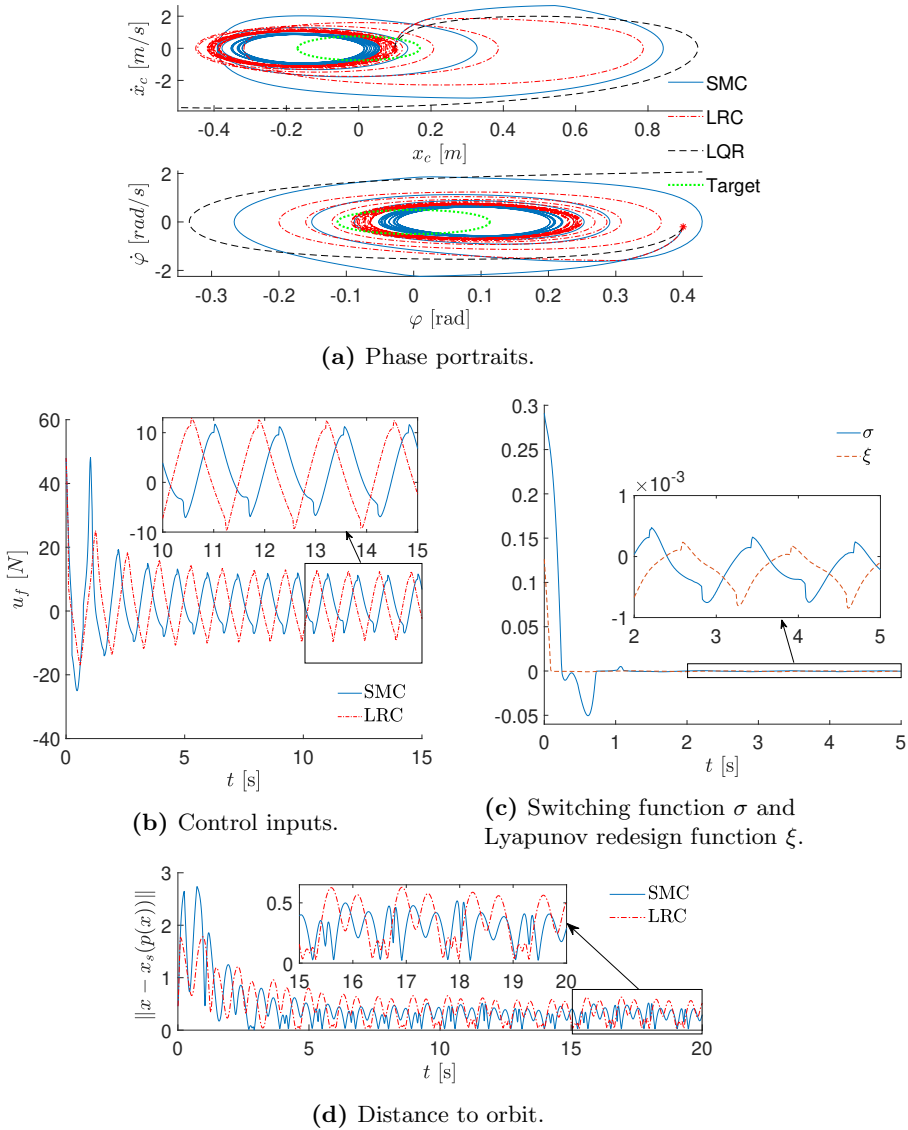 2
0
-2
ẋc [m/s]
-0.4 -0.2 0 0.2 0.4 0.6 0.8
xc [m]
SMC
LRC
LQR
Target
2
0
-2
φ̇ [rad/s]
-0.3 -0.2 -0.1 0 0.1 0.2 0.3 0.4
φ [rad]
(a) Phase portraits.
60
40
20
0
-20
-40
uf [N]
10
0
-10
10 11 12 13 14 15
SMC
LRC
0 5 10 15
t [s]
(b) Control inputs.
0.3
0.25
0.2
0.15
0.1
0.05
0
-0.05
σ
ξ
×10⁻³
1
0
-1
2 3 4 5
0 1 2 3 4 5
t [s]
(c) Switching function σ and
Lyapunov redesign function ξ.
3
2
1
0
||x − xs(p(x))||
0.5
0
15 16 17 18 19 20
SMC
LRC
0 5 10 15 20
t [s]
(d) Distance to orbit.